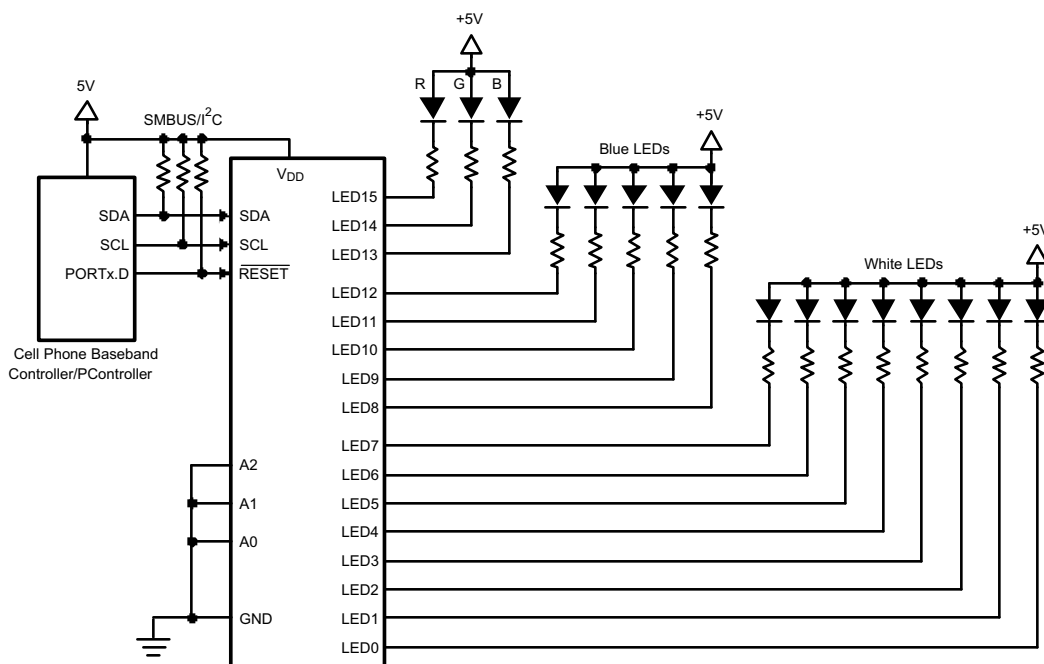 +5V
R
G
B
5V
SMBUS/I²C
+5V
Blue LEDs
VDD
LED15
SDA
SDA
LED14
SCL
SCL
LED13
+5V
PORTx.D
RESET
White LEDs
LED12
LED11
LED10
Cell Phone Baseband
Controller/PController
LED9
LED8
LED7
A2
LED6
A1
LED5
LED4
A0
LED3
LED2
GND
LED1
LED0